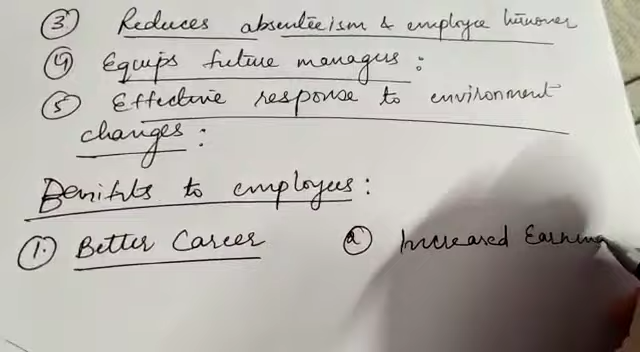 ③ Reduces absenteeism & employee turnover
④ Equips future managers :
⑤ Effective response to environment
changes :
Benifits to employees :
①. Better Career ② Increased Earning